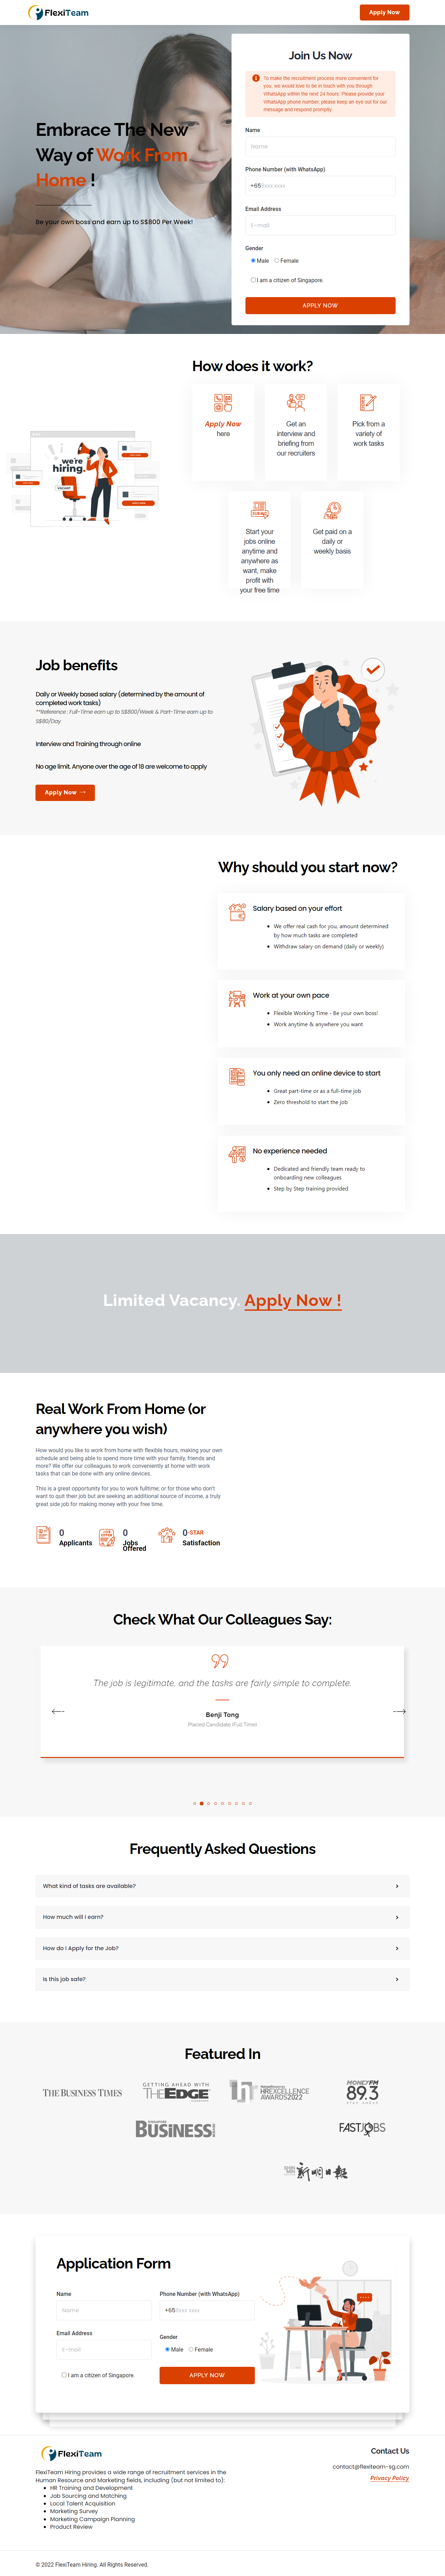 FlexiTeam
Apply Now
Embrace The New
Way of Work From
Home !
Be your own boss and earn up to S$800 Per Week!
Join Us Now
To make the recruitment process more convenient for
you, we would love to be in touch with you through
WhatsApp within the next 24 hours. Please provide your
WhatsApp phone number, please keep an eye out for our
message and respond promptly.
Name
Name
Phone Number (with WhatsApp)
+65 8xxx xxxx
Email Address
E-mail
Gender
Male Female
I am a citizen of Singapore.
APPLY NOW
How does it work?
we're
hiring.
VACANT
Apply Now
here
Get an
interview and
briefing from
our recruiters
Pick from a
variety of
work tasks
Start your
jobs online
anytime and
anywhere as
want, make
profit with
your free time
Get paid on a
daily or
weekly basis
Job benefits
Daily or Weekly based salary (determined by the amount of
completed work tasks)
**Reference : Full-Time earn up to S$800/Week & Part-Time earn up to
S$80/Day
Interview and Training through online
No age limit. Anyone over the age of 18 are welcome to apply
Apply Now →
Why should you start now?
Salary based on your effort
• We offer real cash for you, amount determined
by how much tasks are completed
• Withdraw salary on demand (daily or weekly)
Work at your own pace
• Flexible Working Time - Be your own boss!
• Work anytime & anywhere you want
You only need an online device to start
• Great part-time or as a full-time job
• Zero threshold to start the job
No experience needed
• Dedicated and friendly team ready to
onboarding new colleagues
• Step by Step training provided
Limited Vacancy. Apply Now !
Real Work From Home (or
anywhere you wish)
How would you like to work from home with flexible hours, making your own
schedule and being able to spend more time with your family, friends and
more? We offer our colleagues to work conveniently at home with work
tasks that can be done with any online devices.
This is a great opportunity for you to work fulltime, or for those who don't
want to quit their job but are seeking an additional source of income, a truly
great side job for making money with your free time.
0
Applicants
0
Jobs
Offered
0-STAR
Satisfaction
Check What Our Colleagues Say:
The job is legitimate, and the tasks are fairly simple to complete.
Benji Tong
Placed Candidate (Full Time)
Frequently Asked Questions
What kind of tasks are available?
How much will I earn?
How do I Apply for the Job?
Is this job safe?
Featured In
THE BUSINESS TIMES
GETTING AHEAD WITH
THE EDGE
HREXCELLENCE
AWARDS2022
MONEY FM
89.3
BUSINESS
FASTJOBS
新明日报
Application Form
Name
Name
Phone Number (with WhatsApp)
+65 8xxx xxxx
Email Address
E-mail
Gender
Male Female
I am a citizen of Singapore.
APPLY NOW
FlexiTeam
FlexiTeam Hiring provides a wide range of recruitment services in the
Human Resource and Marketing fields, including (but not limited to):
• HR Training and Development
• Job Sourcing and Matching
• Local Talent Acquisition
• Marketing Survey
• Marketing Campaign Planning
• Product Review
Contact Us
contact@flexiteam-sg.com
Privacy Policy
© 2022 FlexiTeam Hiring. All Rights Reserved.